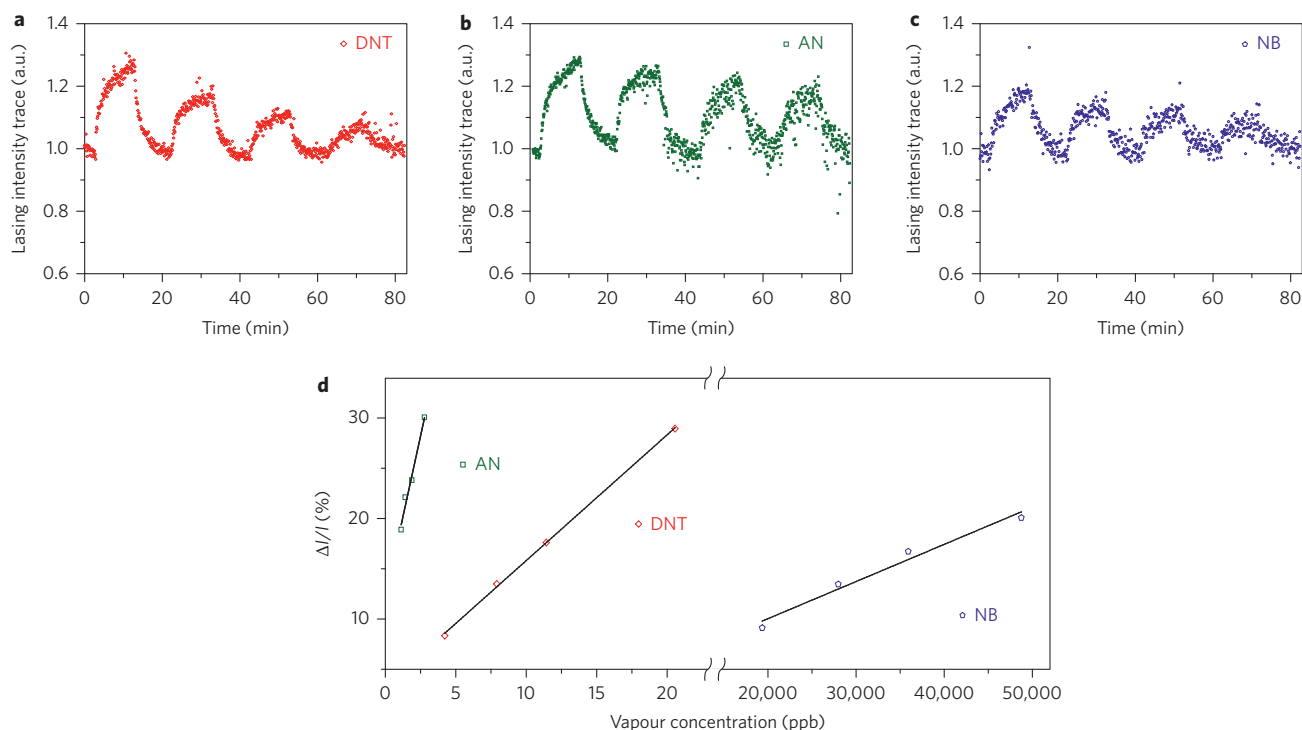 a
1.4
1.2
1.0
0.8
0.6
Lasing intensity trace (a.u.)
DNT
0 20 40 60 80
Time (min)
b
1.4
1.2
1.0
0.8
0.6
Lasing intensity trace (a.u.)
AN
0 20 40 60 80
Time (min)
c
1.4
1.2
1.0
0.8
0.6
Lasing intensity trace (a.u.)
NB
0 20 40 60 80
Time (min)
d
30
20
10
ΔI/I (%)
AN
DNT
NB
0 5 10 15 20 20,000 30,000 40,000 50,000
Vapour concentration (ppb)